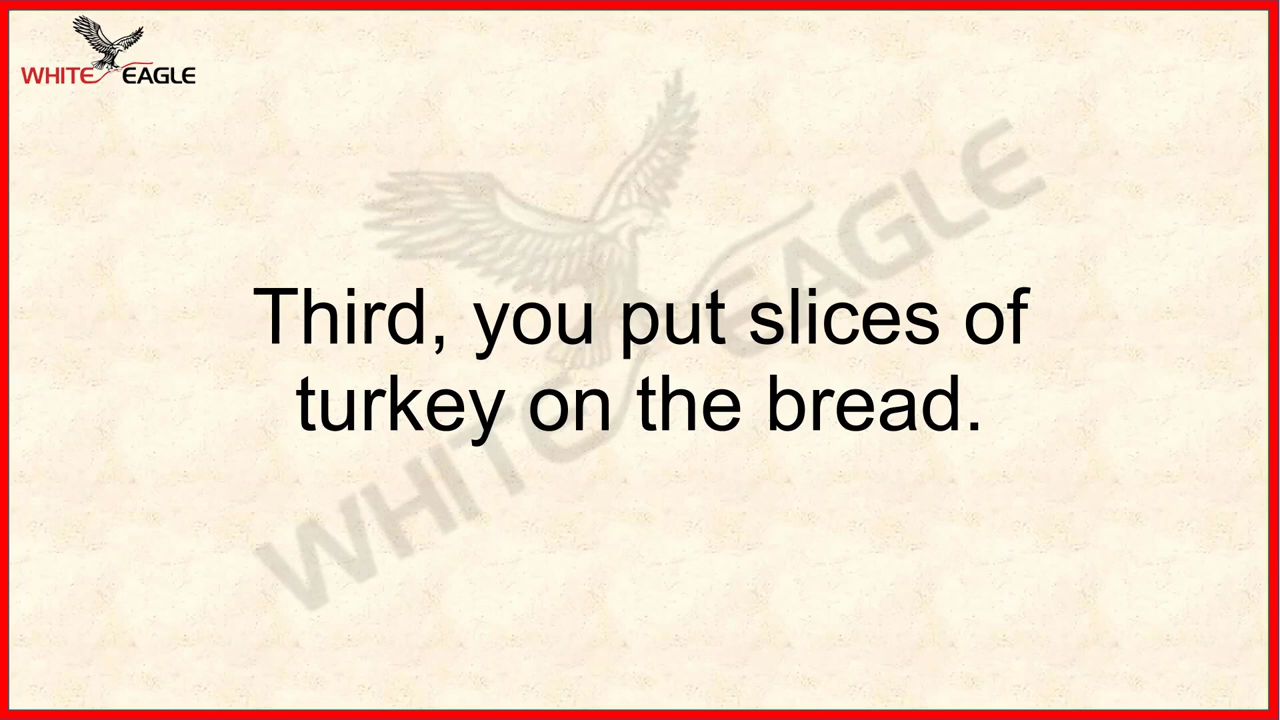 WHITE EAGLE
Third, you put slices of
turkey on the bread.
WHITE EAGLE